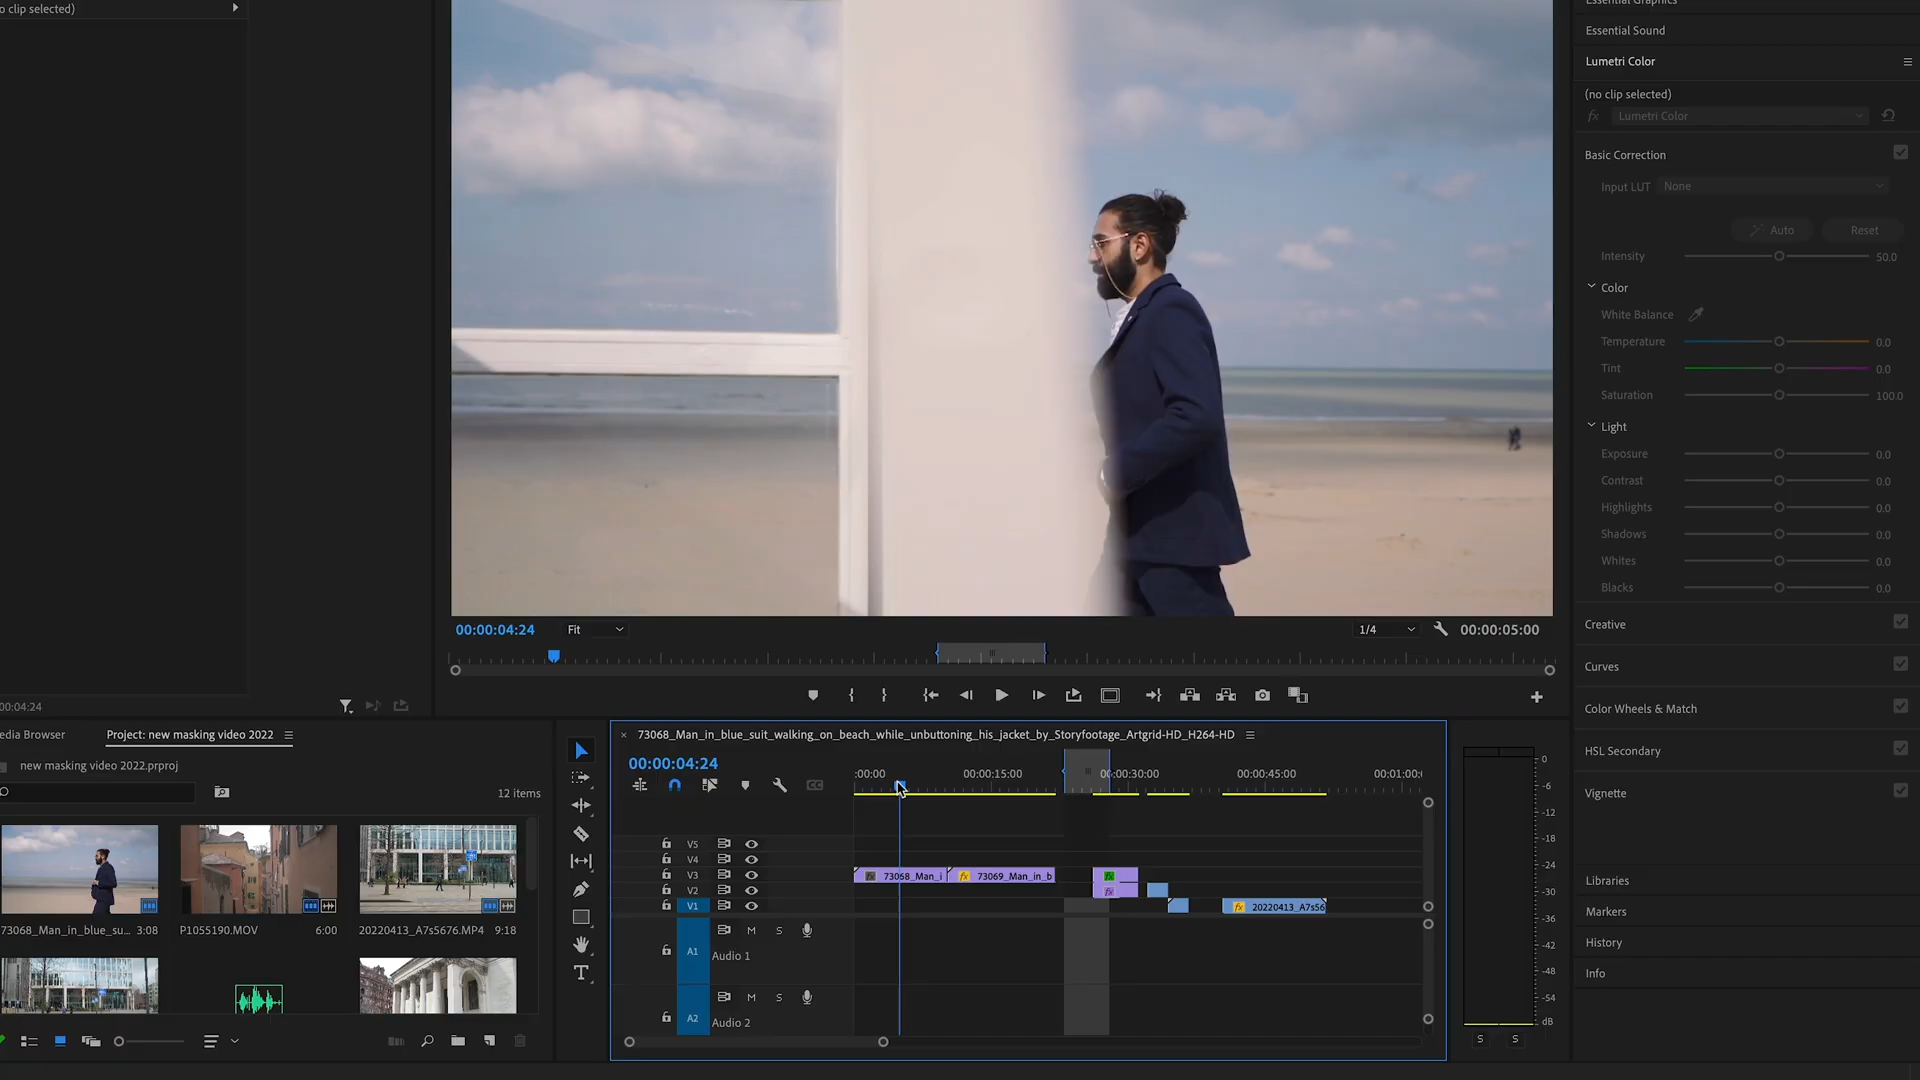 o clip selected)
Essential Graphics
Essential Sound
Lumetri Color
(no clip selected)
fx Lumetri Color
Basic Correction
Input LUT None
Auto Reset
Intensity 50.0
Color
White Balance
Temperature 0.0
Tint 0.0
Saturation 100.0
Light
Exposure 0.0
Contrast 0.0
Highlights 0.0
Shadows 0.0
Whites 0.0
Blacks 0.0
Creative
Curves
Color Wheels & Match
HSL Secondary
Vignette
Libraries
Markers
History
Info
00:00:04:24 Fit 1/4 00:00:05:00
00:04:24
edia Browser Project: new masking video 2022
new masking video 2022.prproj
12 items
73068_Man_in_blue_su... 3:08 P1055190.MOV 6:00 20220413_A7s5676.MP4 9:18
× 73068_Man_in_blue_suit_walking_on_beach_while_unbuttoning_his_jacket_by_Storyfootage_Artgrid-HD_H264-HD
00:00:04:24
:00:00 00:00:15:00 00:00:30:00 00:00:45:00 00:01:00:
V5
V4
V3 fx 73068_Man_i fx 73069_Man_in_b fx
V2 fx
V1 fx 20220413_A7s56
M S
A1 Audio 1
M S
A2 Audio 2
T
0
-6
-12
-18
-24
-30
-36
-42
-48
-54
dB
S S